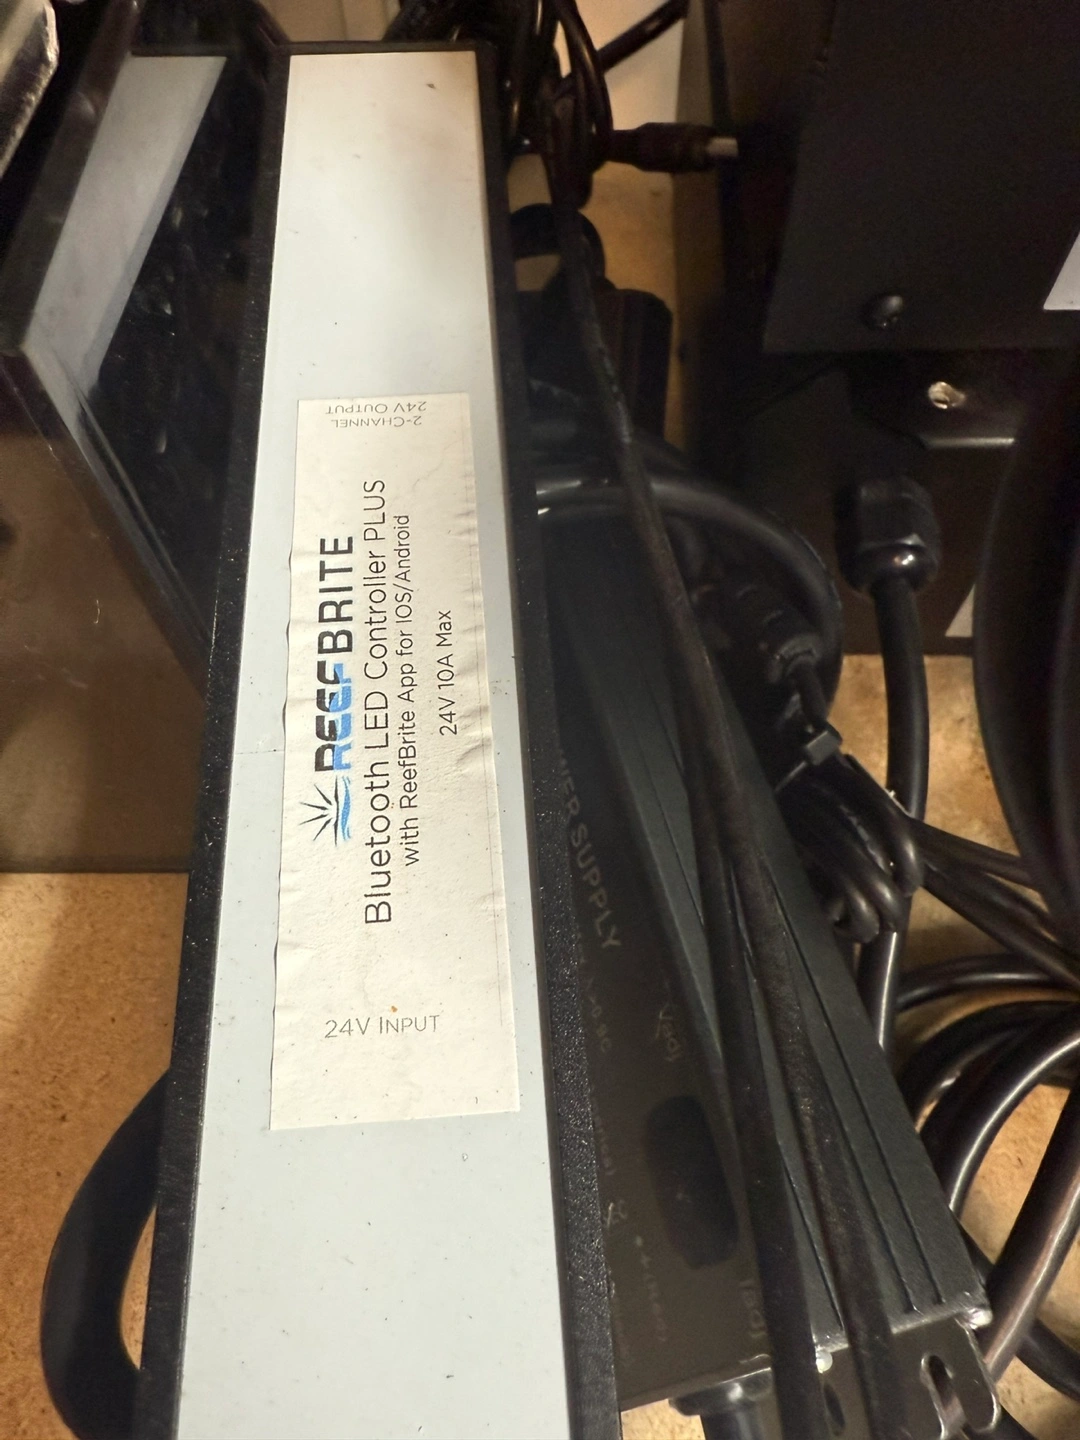 REEFBRITE
Bluetooth LED Controller PLUS
with ReefBrite App for IOS/Android
24V 10A Max
24V INPUT
2-CHANNEL
24V OUTPUT
SUPPLY